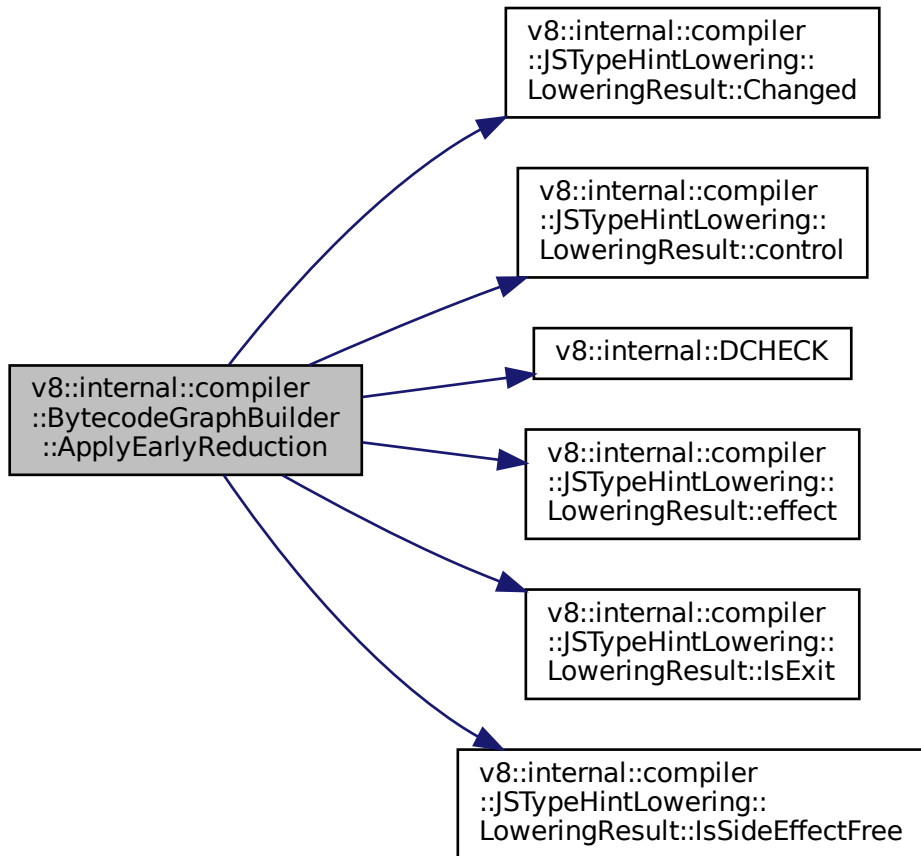 v8::internal::compiler
::JSTypeHintLowering::
LoweringResult::Changed
v8::internal::compiler
::JSTypeHintLowering::
LoweringResult::control
v8::internal::DCHECK
v8::internal::compiler
::BytecodeGraphBuilder
::ApplyEarlyReduction
v8::internal::compiler
::JSTypeHintLowering::
LoweringResult::effect
v8::internal::compiler
::JSTypeHintLowering::
LoweringResult::IsExit
v8::internal::compiler
::JSTypeHintLowering::
LoweringResult::IsSideEffectFree